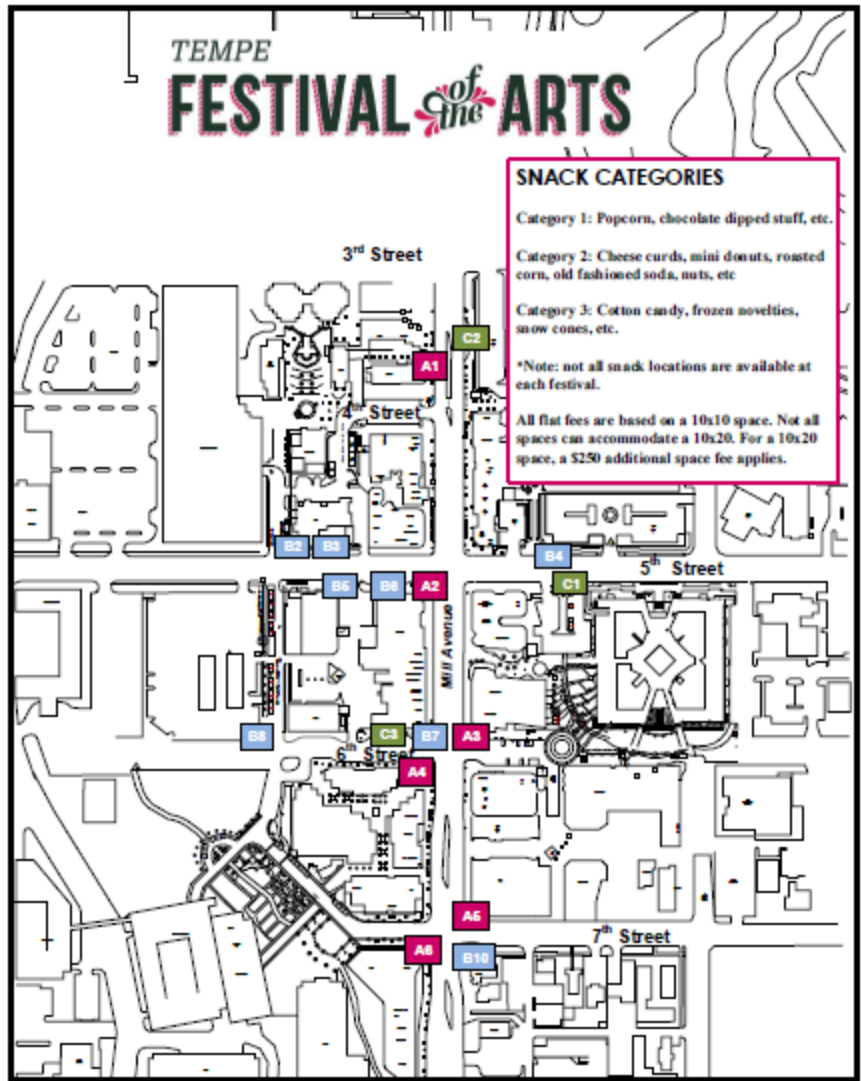 TEMPE
FESTIVAL of the ARTS
SNACK CATEGORIES
Category 1: Popcorn, chocolate dipped stuff, etc.
Category 2: Cheese curds, mini donuts, roasted
corn, old fashioned soda, nuts, etc
Category 3: Cotton candy, frozen novelties,
snow cones, etc.
*Note: not all snack locations are available at
each festival.
All flat fees are based on a 10x10 space. Not all
spaces can accommodate a 10x20. For a 10x20
space, a $250 additional space fee applies.
3rd Street
C2
A1
4th Street
B2
B3
B4
5th Street
C1
B5
B6
A2
Mill Avenue
B8
C3
B7
A3
6th Street
A4
A5
7th Street
A6
B10